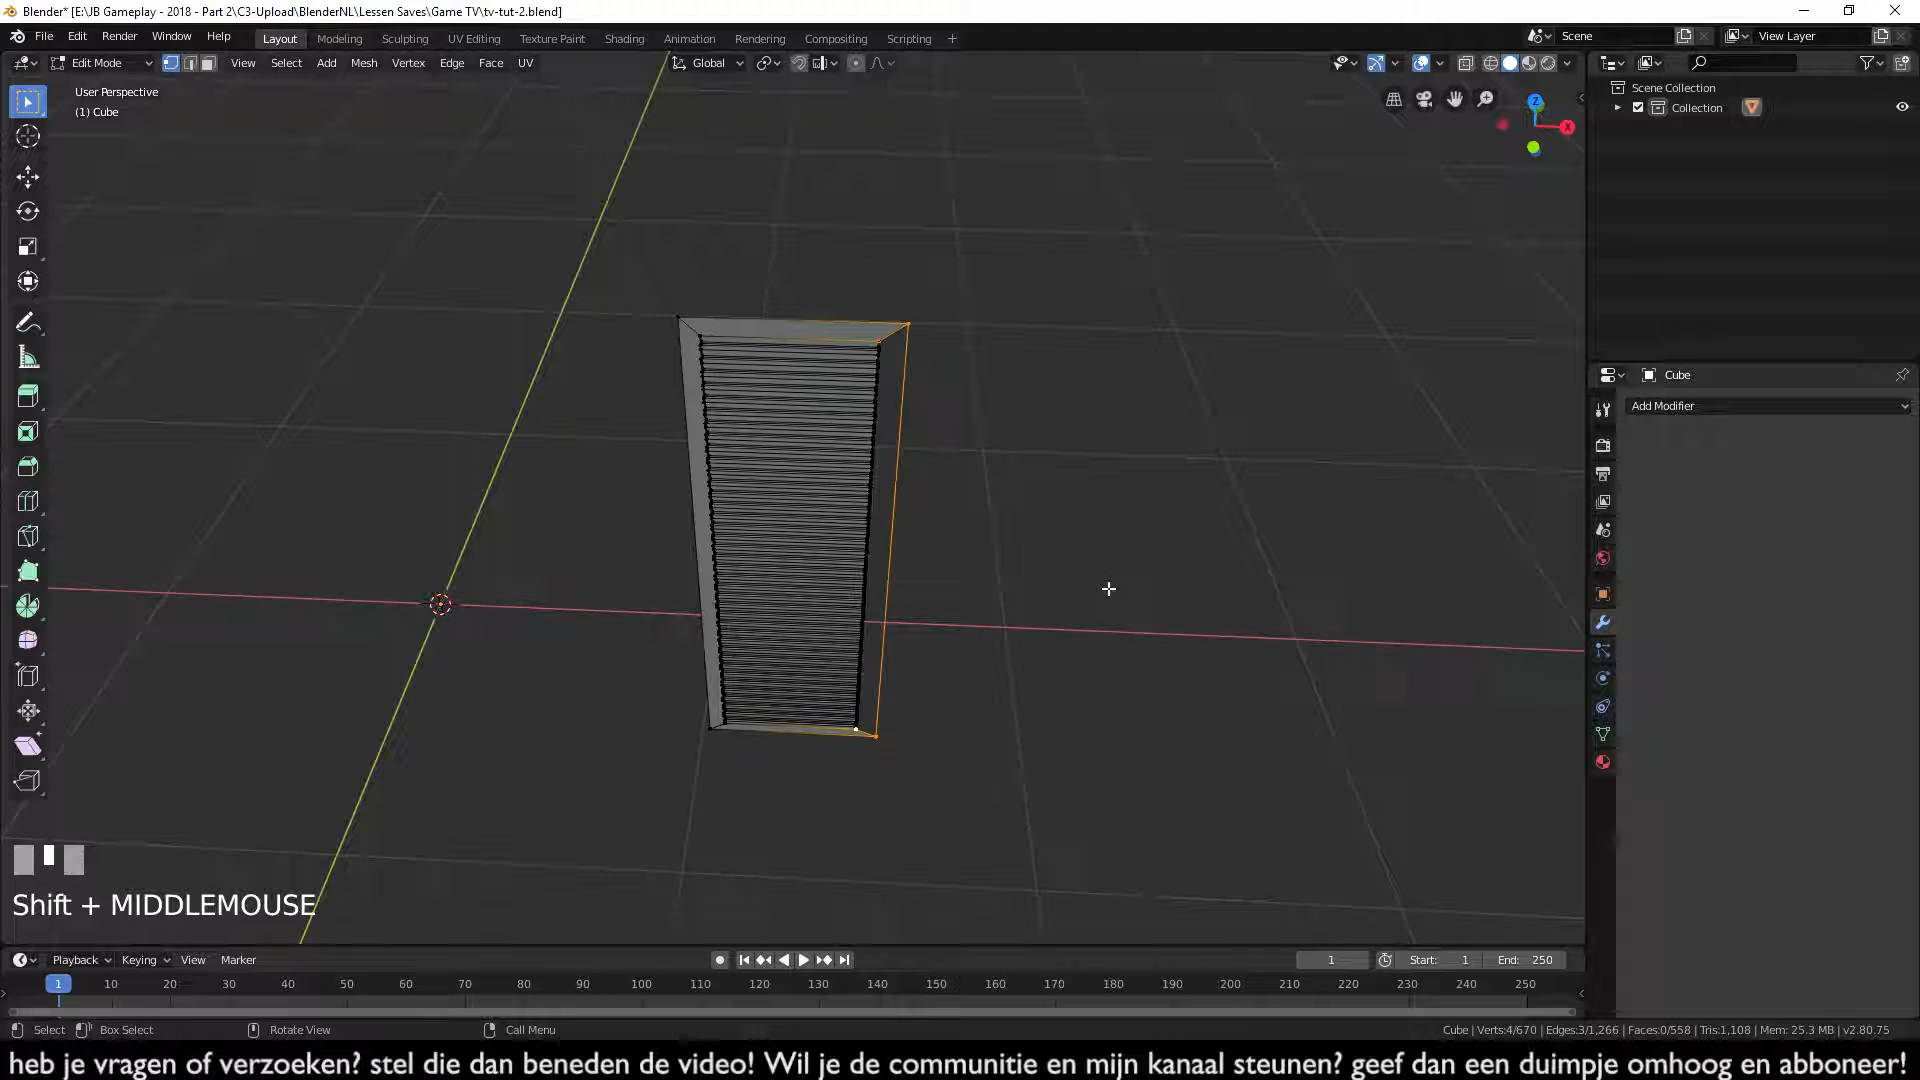 Blender* [E:\JB Gameplay - 2018 - Part 2\C3-Upload\BlenderNL\Lessen Saves\Game TV\tv-tut-2.blend]
File Edit Render Window Help Layout Modeling Sculpting UV Editing Texture Paint Shading Animation Rendering Compositing Scripting Scene View Layer
Edit Mode View Select Add Mesh Vertex Edge Face UV Global
User Perspective
(1) Cube
Scene Collection
Collection
Z
X
Cube
Add Modifier
Shift + MIDDLEMOUSE
Playback Keying View Marker 1 Start: 1 End: 250
1 10 20 30 40 50 60 70 80 90 100 110 120 130 140 150 160 170 180 190 200 210 220 230 240 250
Select Box Select Rotate View Call Menu Cube | Verts:4/670 | Edges:3/1,266 | Faces:0/558 | Tris:1,108 | Mem: 25.3 MB | v2.80.75
heb je vragen of verzoeken? stel die dan beneden de video! Wil je de communitie en mijn kanaal steunen? geef dan een duimpje omhoog en abboneer!